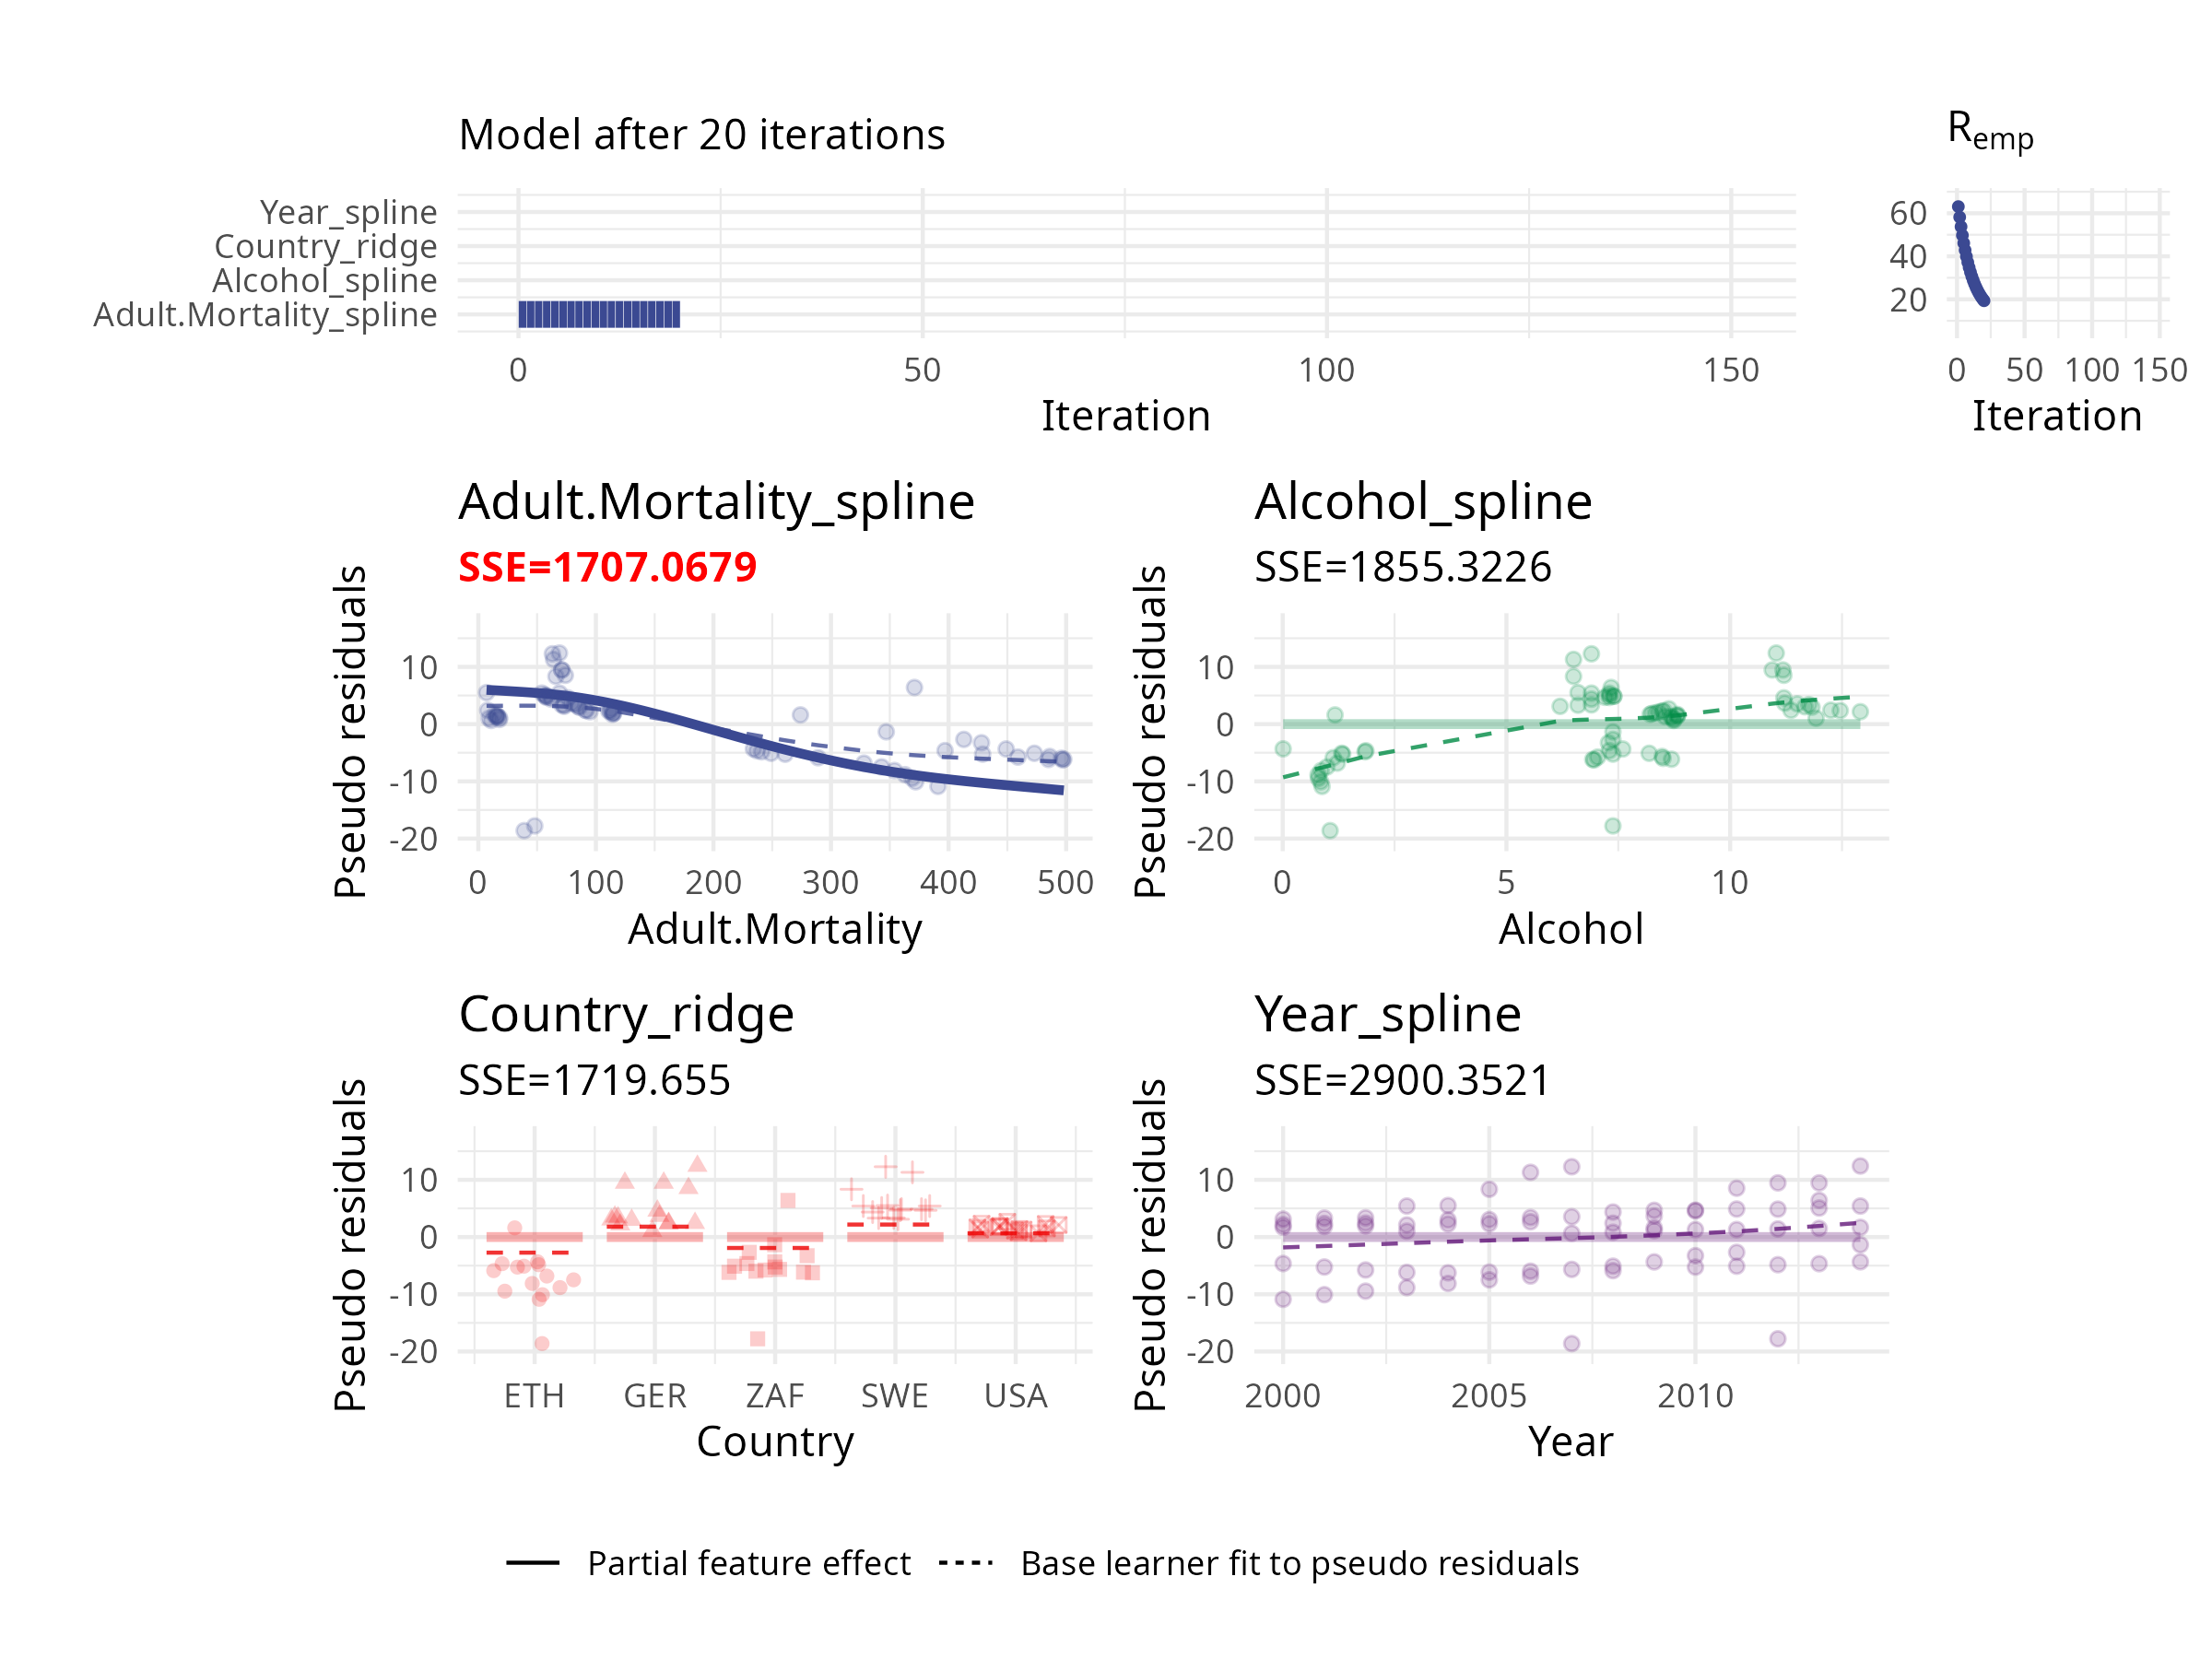 Model after 20 iterations
R_emp
Year_spline
Country_ridge
Alcohol_spline
Adult.Mortality_spline
0 50 100 150
Iteration
60
40
20
0 50 100 150
Iteration
Adult.Mortality_spline
SSE=1707.0679
Pseudo residuals
10
0
-10
-20
0 100 200 300 400 500
Adult.Mortality
Alcohol_spline
SSE=1855.3226
Pseudo residuals
10
0
-10
-20
0 5 10
Alcohol
Country_ridge
SSE=1719.655
Pseudo residuals
10
0
-10
-20
ETH GER ZAF SWE USA
Country
Year_spline
SSE=2900.3521
Pseudo residuals
10
0
-10
-20
2000 2005 2010
Year
Partial feature effect
Base learner fit to pseudo residuals